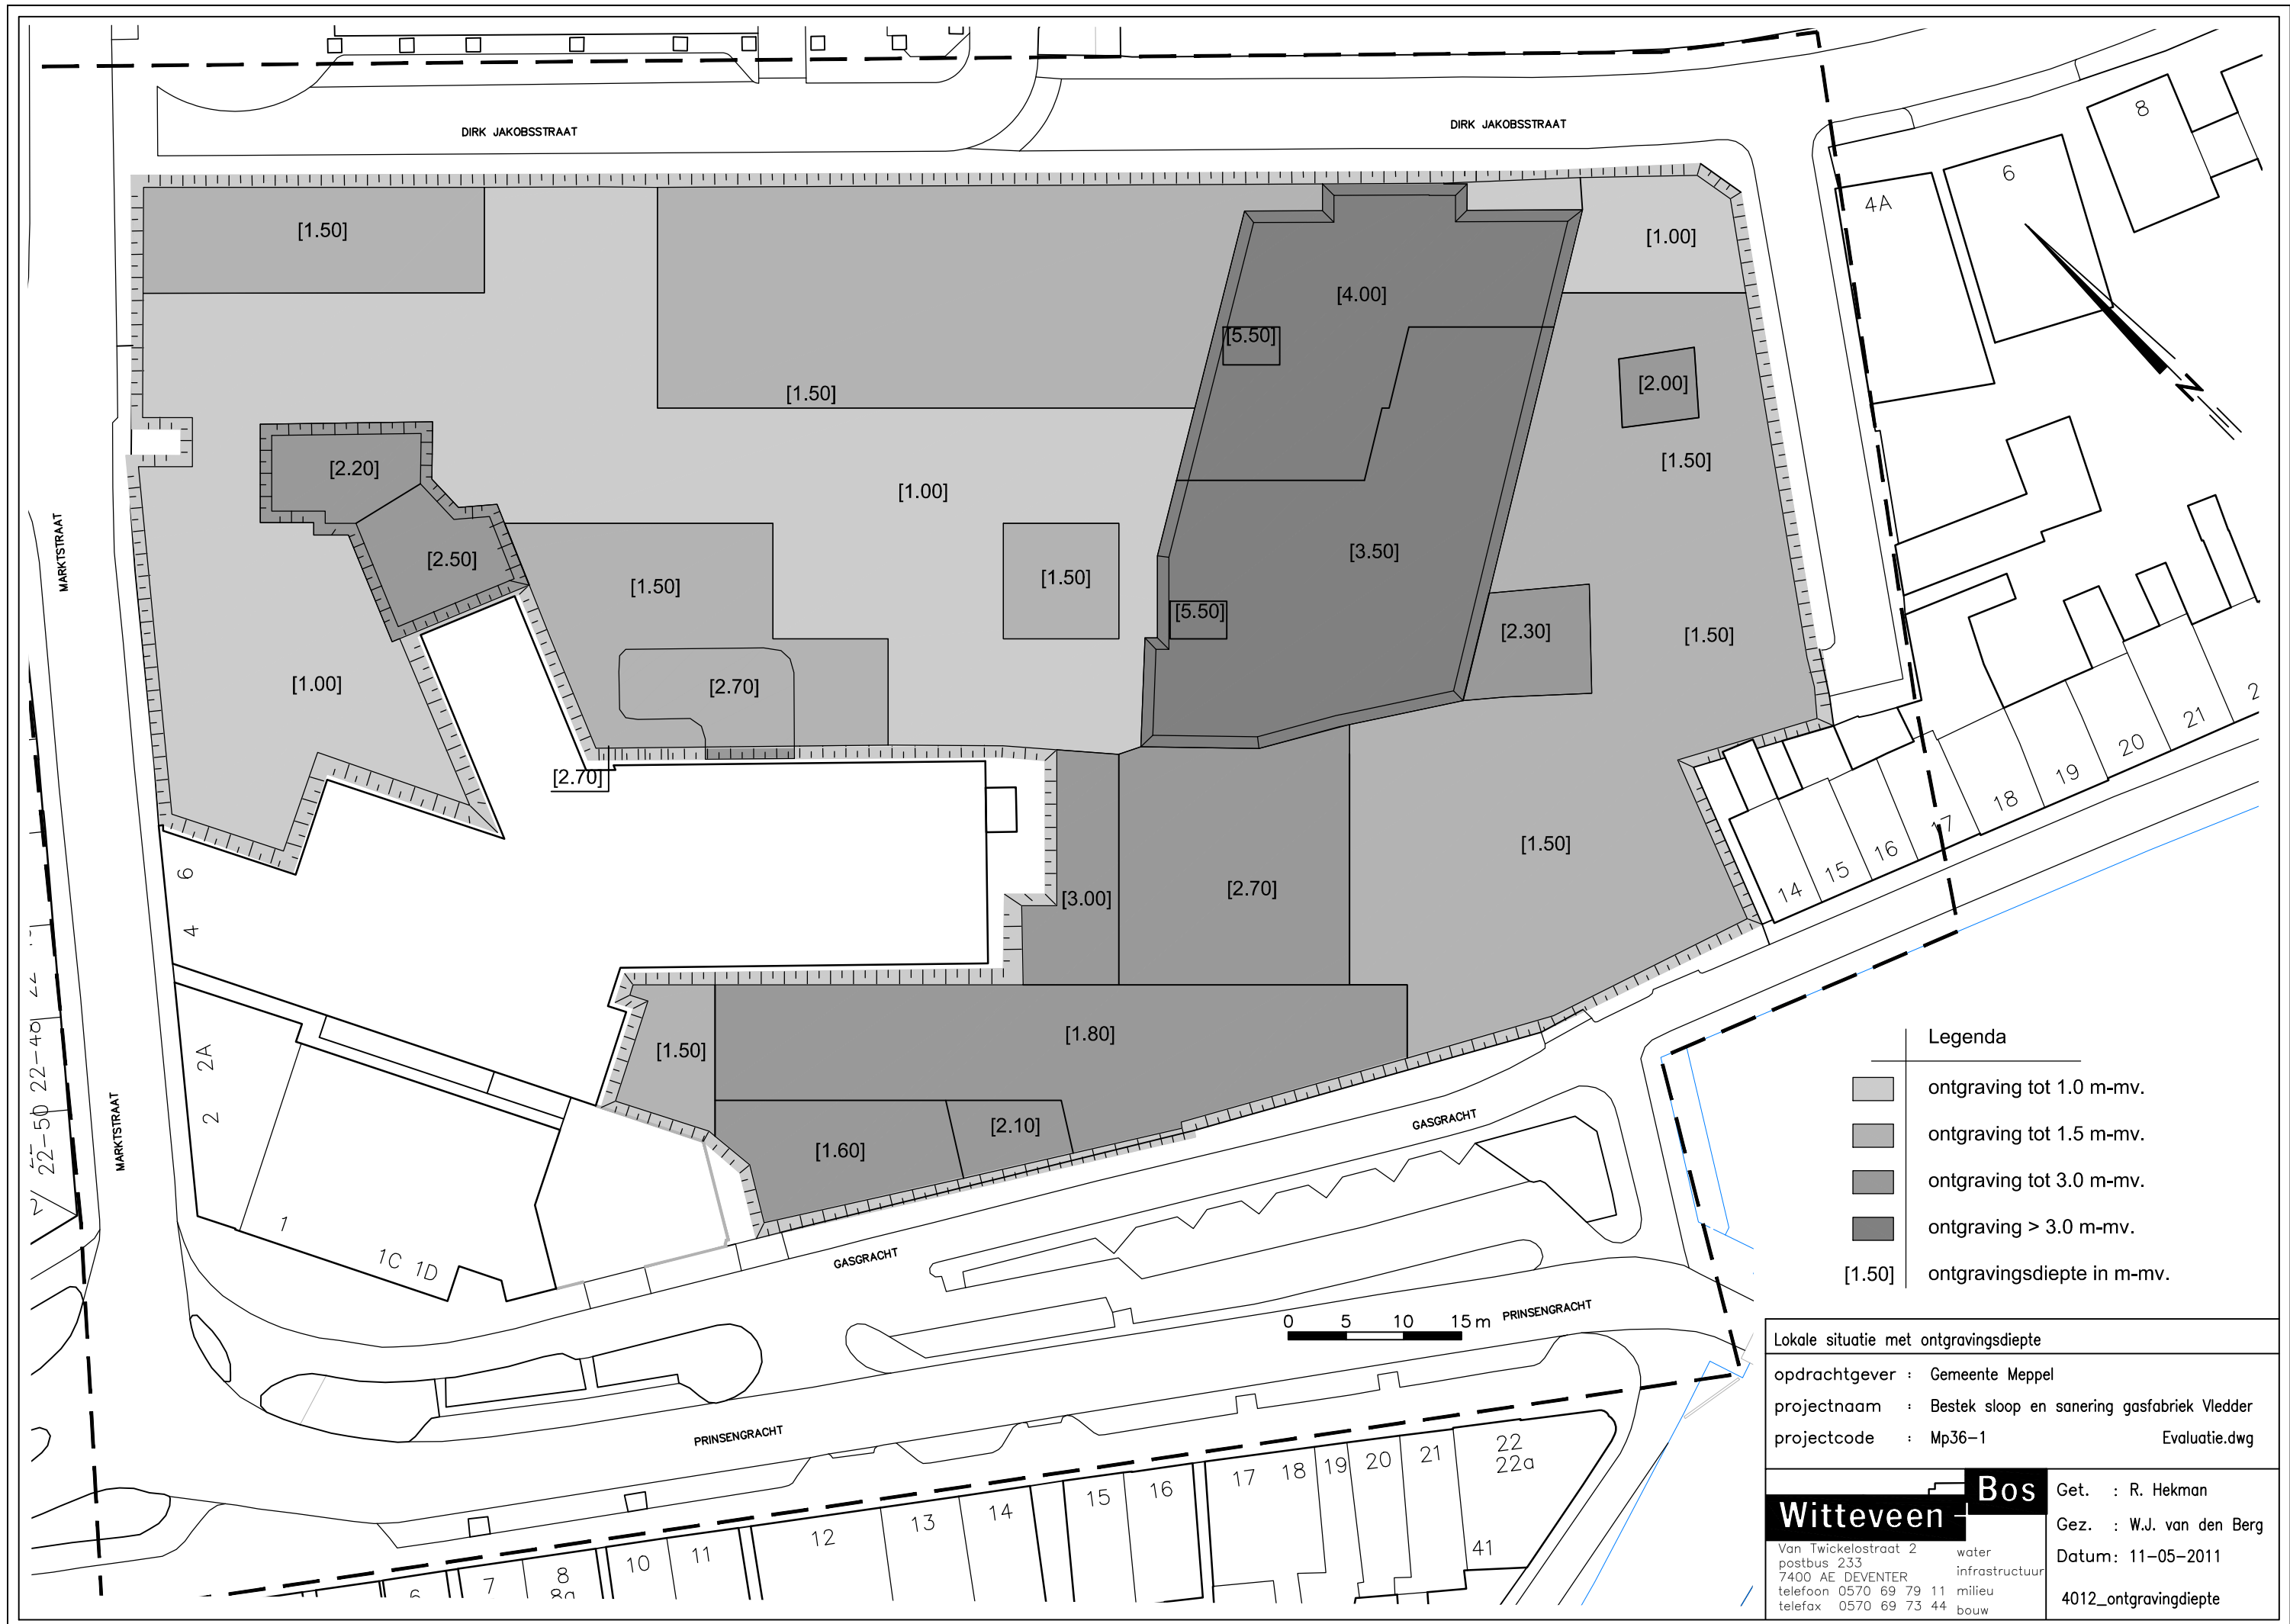 DIRK JAKOBSSTRAAT
DIRK JAKOBSSTRAAT
8
6
4A
[1.50]
[1.00]
[4.00]
[5.50]
[2.00]
[1.50]
N
[2.20]
[1.50]
[1.00]
MARKTSTRAAT
[2.50]
[3.50]
[1.50]
[1.50]
[5.50]
[2.30]
[1.50]
[1.00]
[2.70]
[2.70]
21
20
19
18
17
16
15
14
[1.50]
6
4
[3.00]
[2.70]
22
22-40
22-50
2A
2
MARKTSTRAAT
[1.50]
[1.80]
[1.60]
[2.10]
GASGRACHT
GASGRACHT
1
1C 1D
Legenda
ontgraving tot 1.0 m-mv.
ontgraving tot 1.5 m-mv.
ontgraving tot 3.0 m-mv.
ontgraving > 3.0 m-mv.
[1.50] ontgravingsdiepte in m-mv.
0 5 10 15 m
PRINSENGRACHT
PRINSENGRACHT
6
7
8
8a
10
11
12
13
14
15
16
17
18
19
20
21
22
22a
41
Lokale situatie met ontgravingsdiepte
opdrachtgever : Gemeente Meppel
projectnaam : Bestek sloop en sanering gasfabriek Vledder
projectcode : Mp36-1 Evaluatie.dwg
Witteveen Bos
Van Twickelostraat 2
postbus 233
7400 AE DEVENTER
telefoon 0570 69 79 11
telefax 0570 69 73 44
water
infrastructuur
milieu
bouw
Get. : R. Hekman
Gez. : W.J. van den Berg
Datum: 11-05-2011
4012_ontgravingdiepte